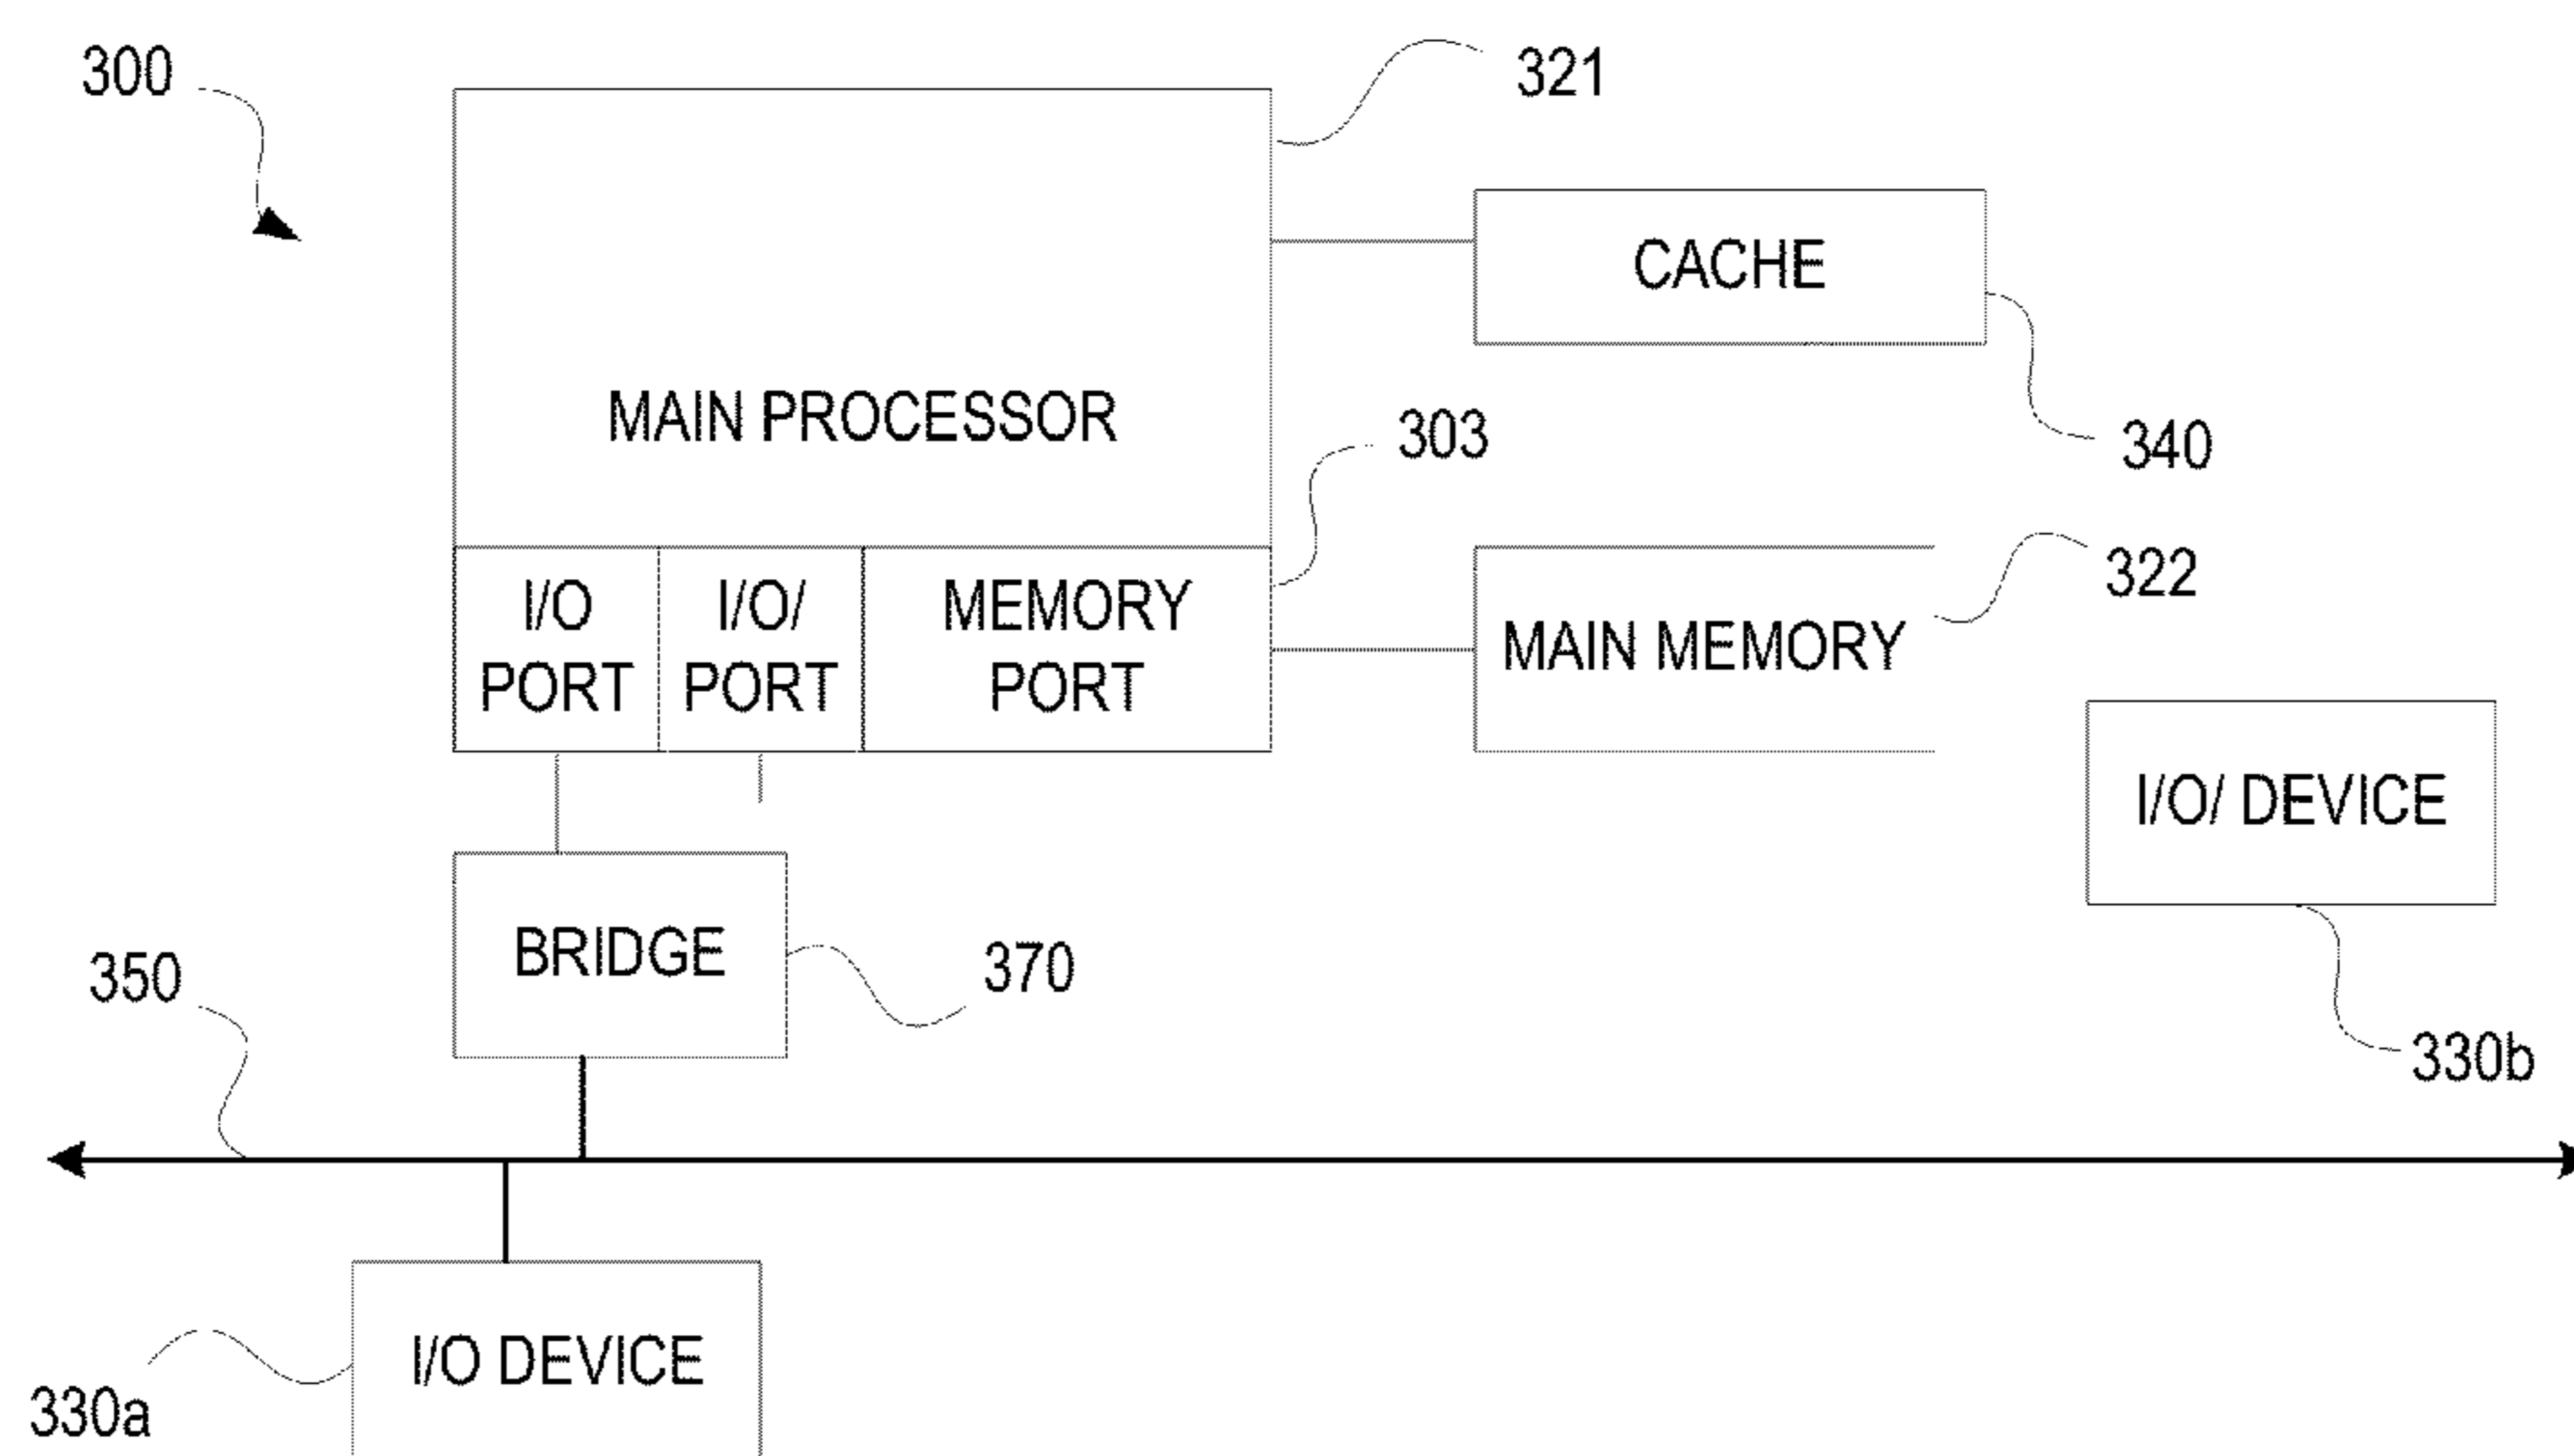 300
321
CACHE
MAIN PROCESSOR
303
340
I/O
PORT
I/O/
PORT
MEMORY
PORT
322
MAIN MEMORY
I/O/ DEVICE
BRIDGE
370
350
330b
I/O DEVICE
330a